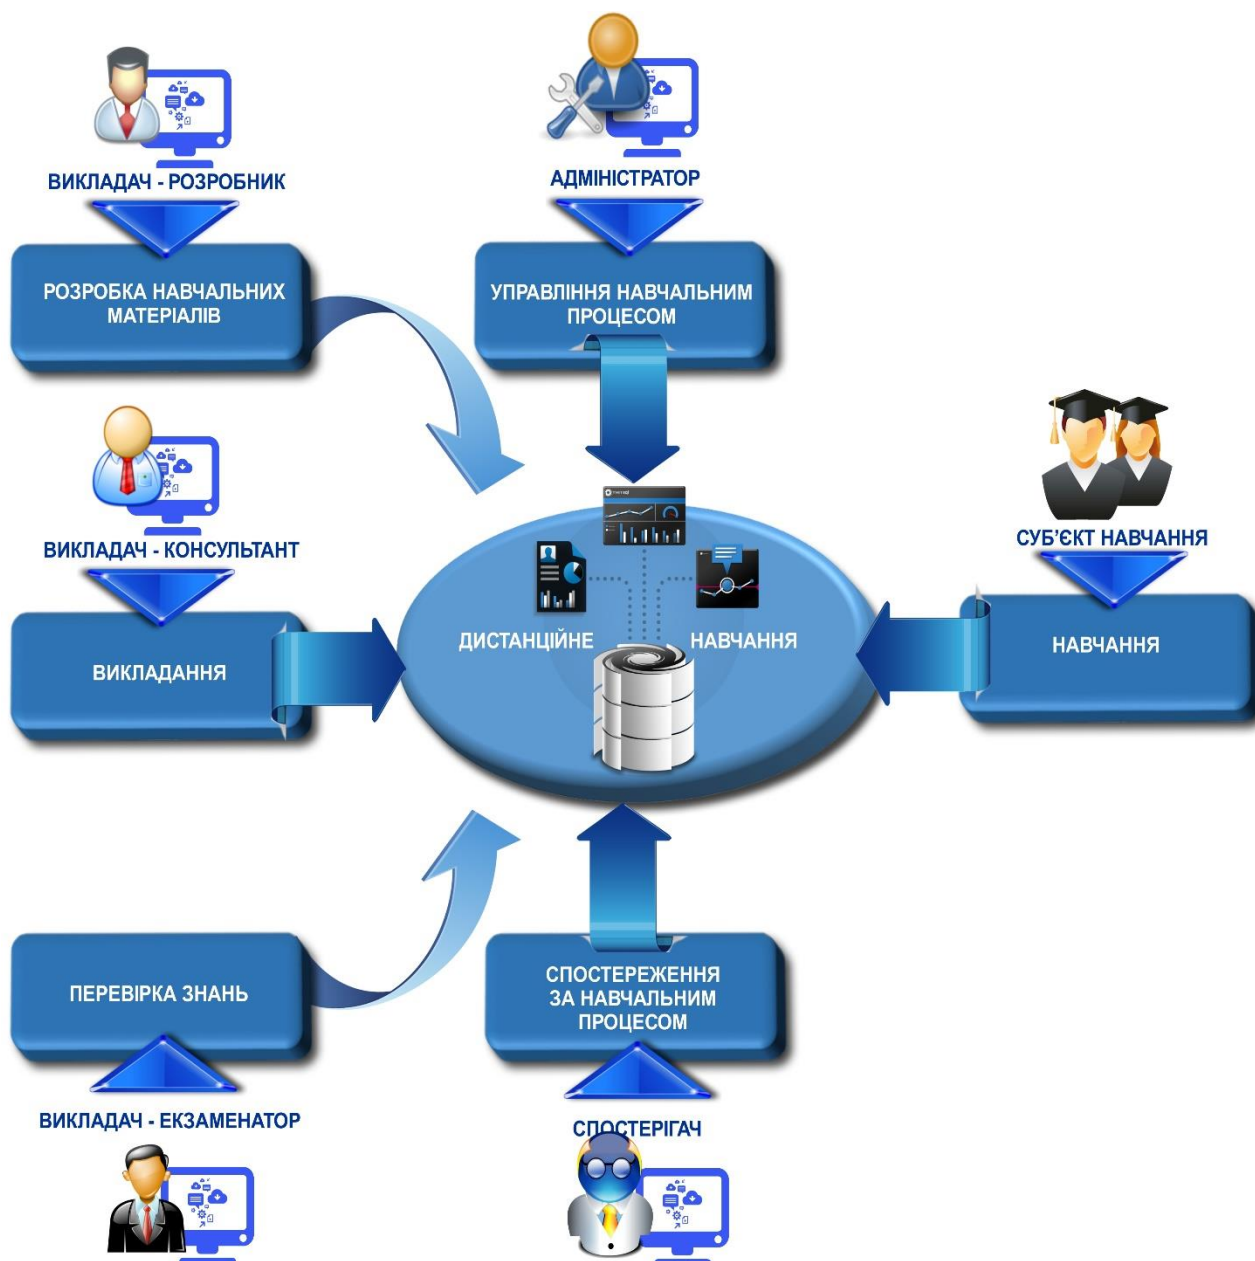 ВИКЛАДАЧ - РОЗРОБНИК
АДМІНІСТРАТОР
РОЗРОБКА НАВЧАЛЬНИХ
МАТЕРІАЛІВ
УПРАВЛІННЯ НАВЧАЛЬНИМ
ПРОЦЕСОМ
ВИКЛАДАЧ - КОНСУЛЬТАНТ
СУБ'ЄКТ НАВЧАННЯ
ВИКЛАДАННЯ
ДИСТАНЦІЙНЕ НАВЧАННЯ
НАВЧАННЯ
ПЕРЕВІРКА ЗНАНЬ
СПОСТЕРЕЖЕННЯ
ЗА НАВЧАЛЬНИМ
ПРОЦЕСОМ
ВИКЛАДАЧ - ЕКЗАМЕНАТОР
СПОСТЕРІГАЧ